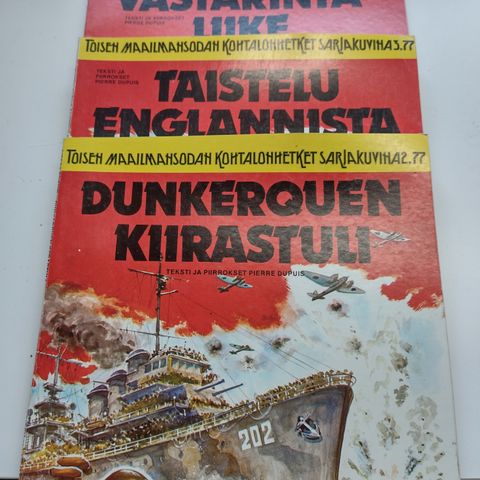 VASTARINTA
LIIKE
TEKSTI JA PIIRROKSET
PIERRE DUPUIS
TOISEN MAAILMANSODAN KOHTALONHETKET SARJAKUVINA 3.77
TEKSTI JA
PIIRROKSET
PIERRE DUPUIS
TAISTELU
ENGLANNISTA
TOISEN MAAILMANSODAN KOHTALONHETKET SARJAKUVINA 2.77
DUNKERQUEN
KIIRASTULI
TEKSTI JA PIIRROKSET PIERRE DUPUIS
202